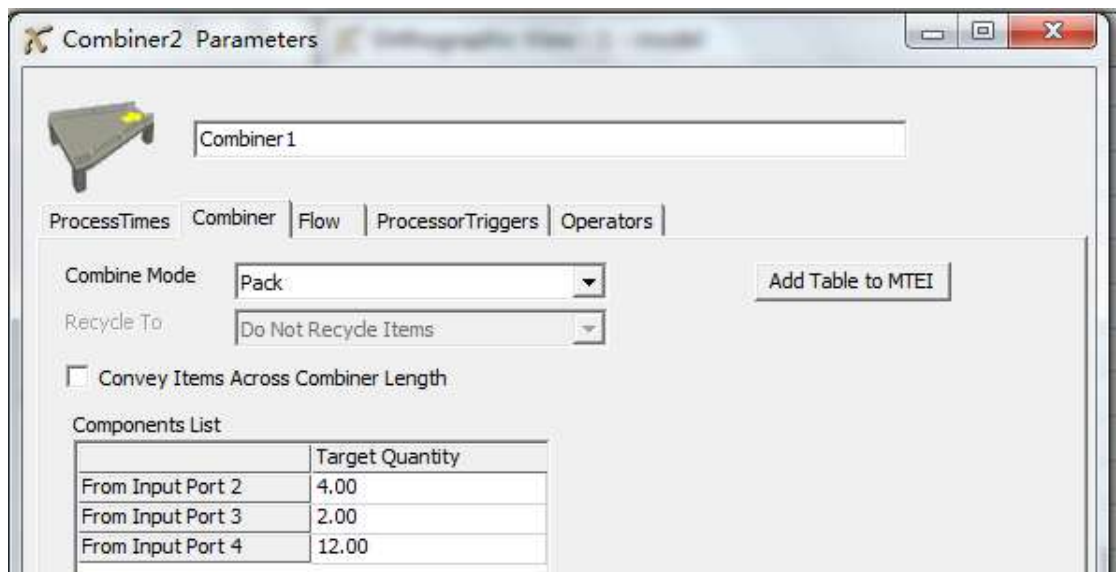 Combiner2 Parameters
Combiner1
ProcessTimes Combiner Flow ProcessorTriggers Operators
Combine Mode Pack Add Table to MTEI
Recycle To Do Not Recycle Items
Convey Items Across Combiner Length
Components List
Target Quantity
From Input Port 2 4.00
From Input Port 3 2.00
From Input Port 4 12.00